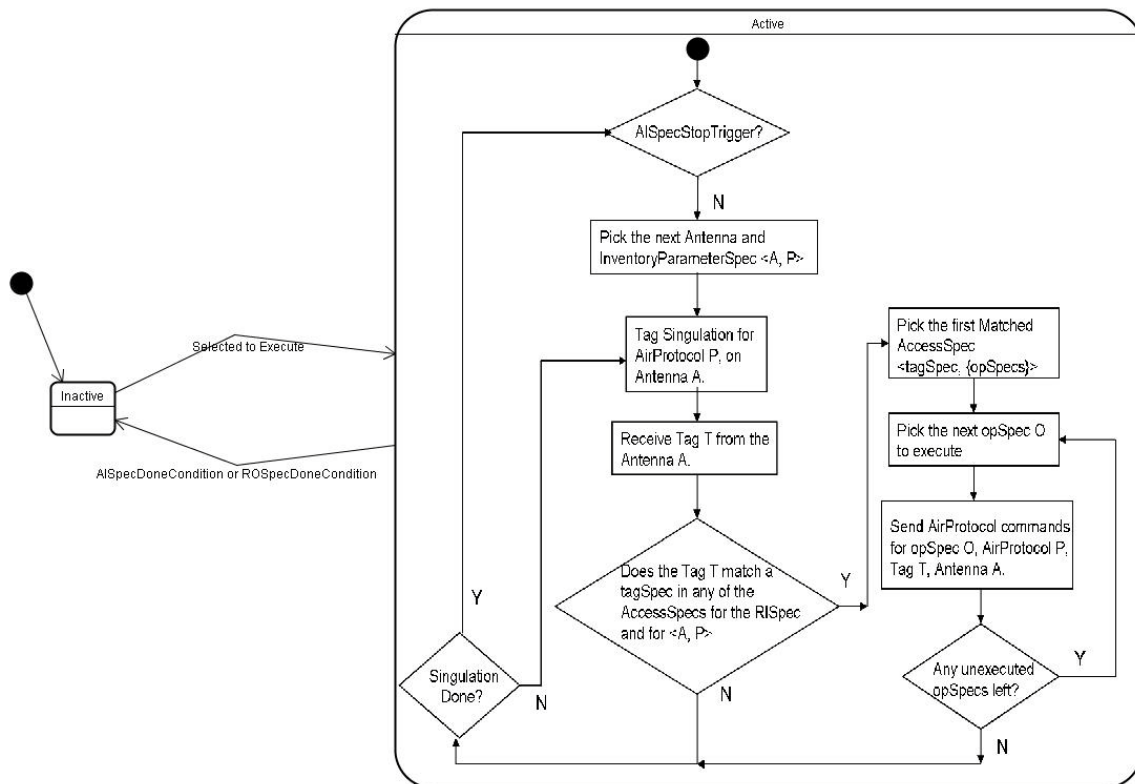 Active
AISpecStopTrigger?
N
Pick the next Antenna and
InventoryParameterSpec <A, P>
Tag Singulation for
AirProtocol P, on
Antenna A.
Receive Tag T from the
Antenna A.
Does the Tag T match a
tagSpec in any of the
AccessSpecs for the RISpec
and for <A, P>
Y
N
Pick the first Matched
AccessSpec
<tagSpec, {opSpecs}>
Pick the next opSpec O
to execute
Send AirProtocol commands
for opSpec O, AirProtocol P,
Tag T, Antenna A.
Any unexecuted
opSpecs left?
Y
N
Singulation
Done?
Y
N
Selected to Execute
Inactive
AISpecDoneCondition or ROSpecDoneCondition